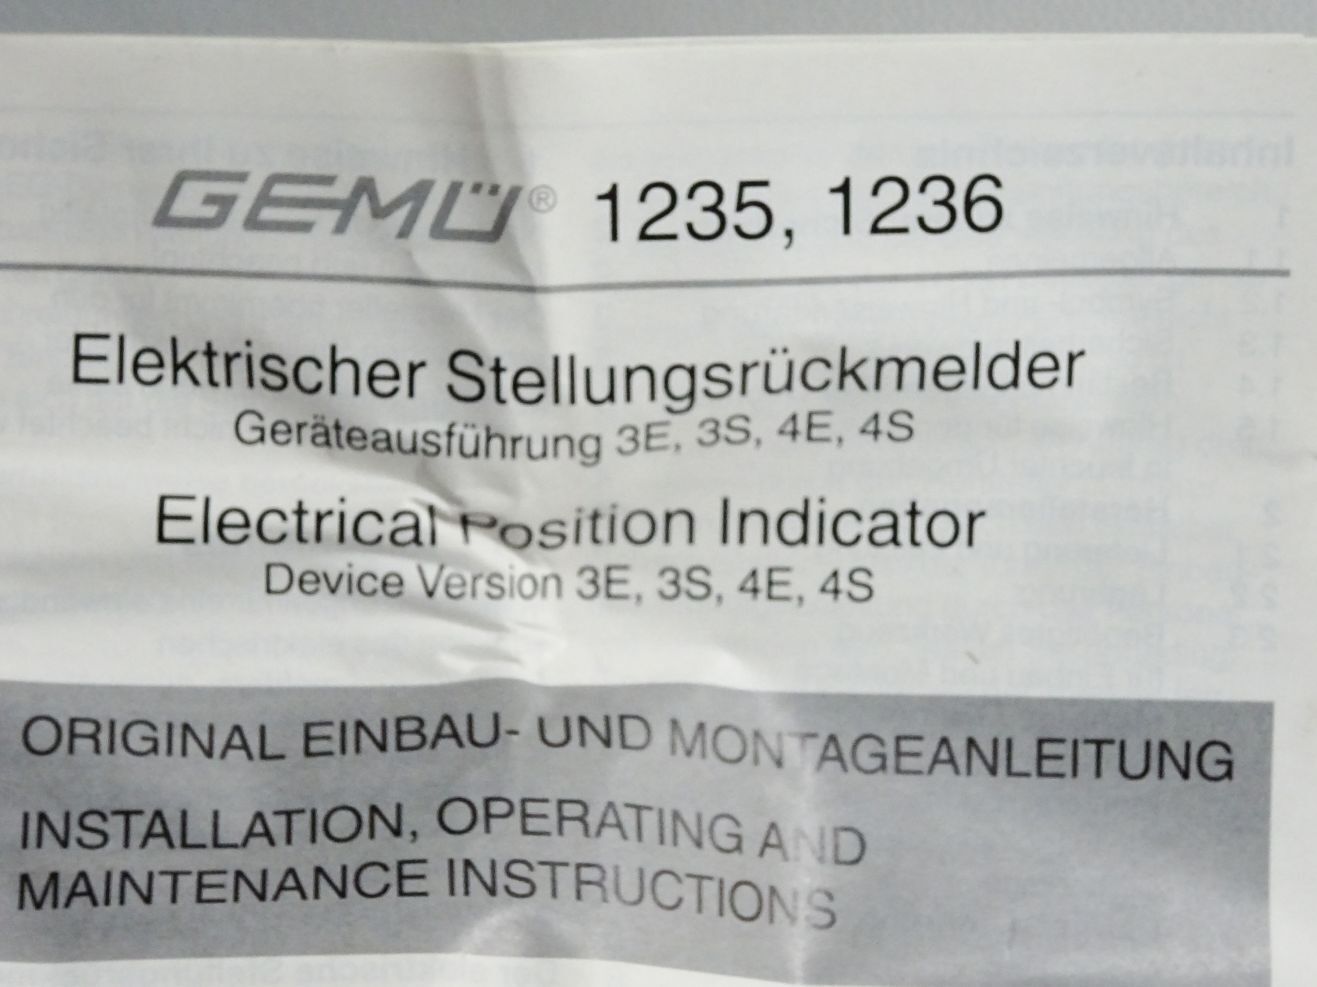 GEMÜ® 1235, 1236
Elektrischer Stellungsrückmelder
Geräteausführung 3E, 3S, 4E, 4S
Electrical Position Indicator
Device Version 3E, 3S, 4E, 4S
ORIGINAL EINBAU- UND MONTAGEANLEITUNG
INSTALLATION, OPERATING AND
MAINTENANCE INSTRUCTIONS